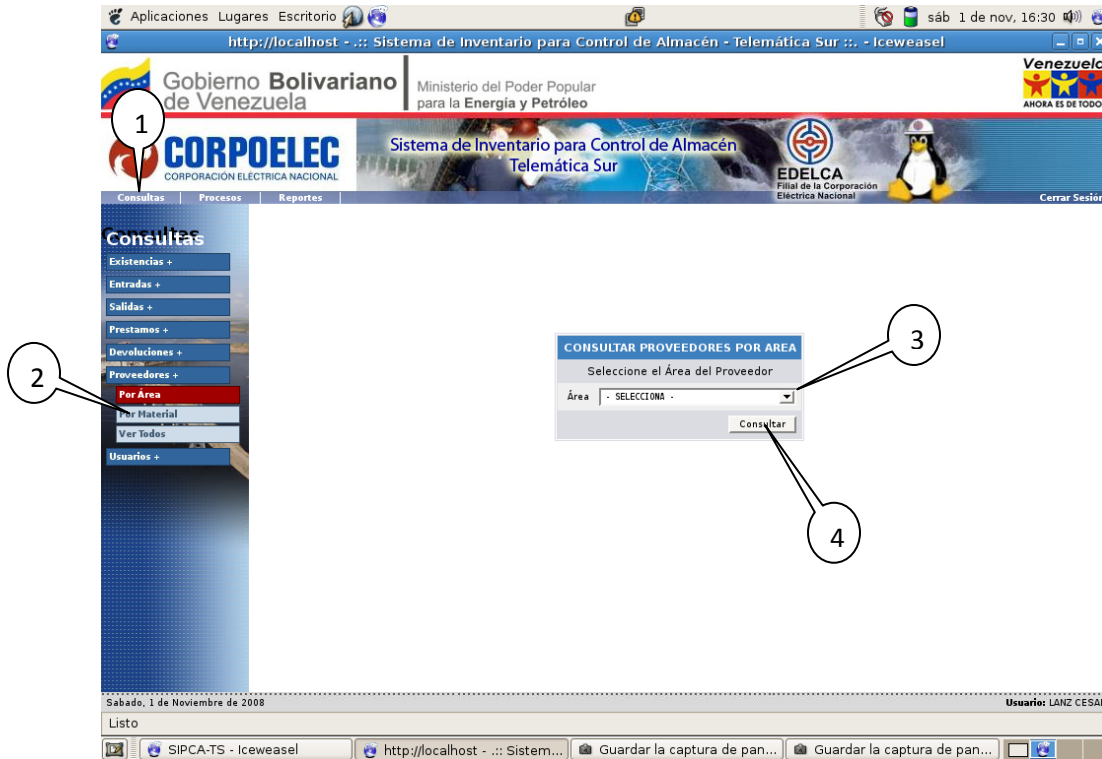 Aplicaciones Lugares Escritorio
sáb 1 de nov, 16:30
http://localhost - .:: Sistema de Inventario para Control de Almacén - Telemática Sur ::. - Iceweasel
Gobierno Bolivariano
de Venezuela
Ministerio del Poder Popular
para la Energía y Petróleo
Venezuela
AHORA ES DE TODO
1
CORPOELEC
CORPORACIÓN ELÉCTRICA NACIONAL
Sistema de Inventario para Control de Almacén
Telemática Sur
EDELCA
Filial de la Corporación
Eléctrica Nacional
Consultas Procesos Reportes Cerrar Sesión
Consultas
Existencias +
Entradas +
Salidas +
Prestamos +
Devoluciones +
Proveedores +
Por Área
Por Material
Ver Todos
Usuarios +
2
CONSULTAR PROVEEDORES POR AREA
Seleccione el Área del Proveedor
Área - SELECCIONA -
Consultar
3
4
Sabado, 1 de Noviembre de 2008
Usuario: LANZ CESAR
Listo
SIPCA-TS - Iceweasel
http://localhost - .:: Sistem...
Guardar la captura de pan...
Guardar la captura de pan...